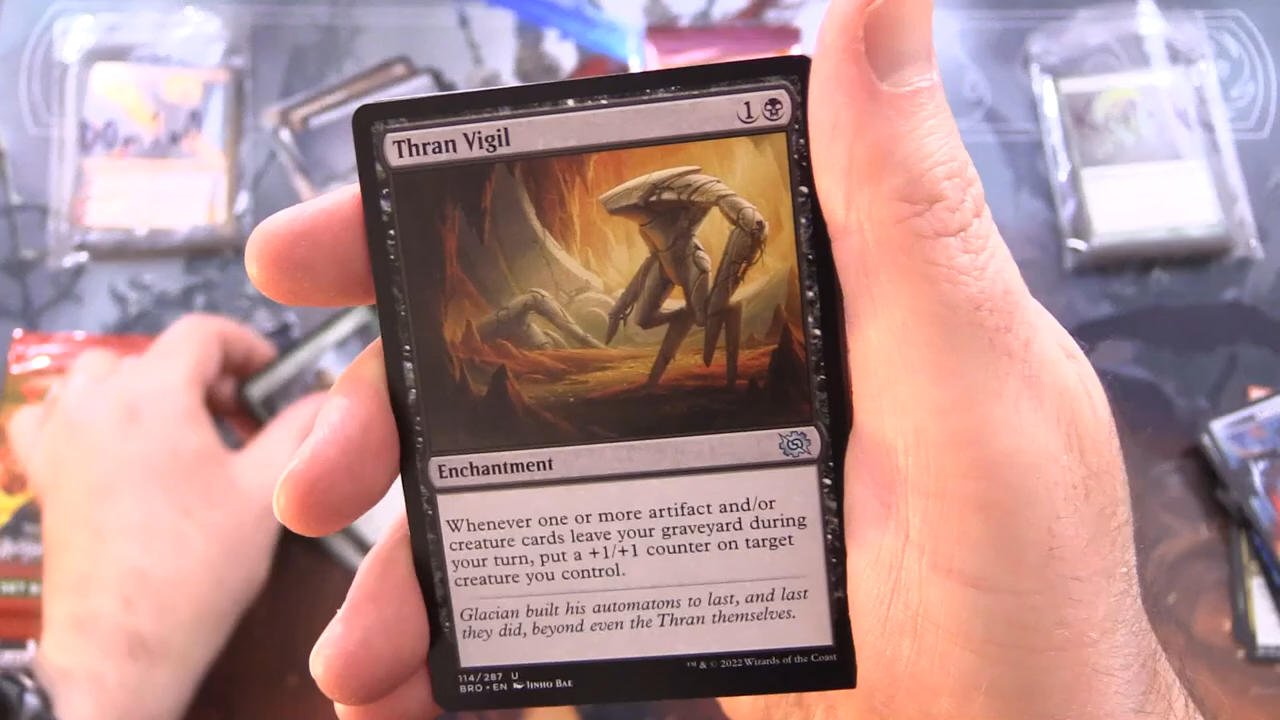 Thran Vigil
1
Enchantment
Whenever one or more artifact and/or
creature cards leave your graveyard during
your turn, put a +1/+1 counter on target
creature you control.
Glacian built his automatons to last, and last
they did, beyond even the Thran themselves.
114/287 U
BRO • EN JINHO BAE
™ & © 2022 Wizards of the Coast